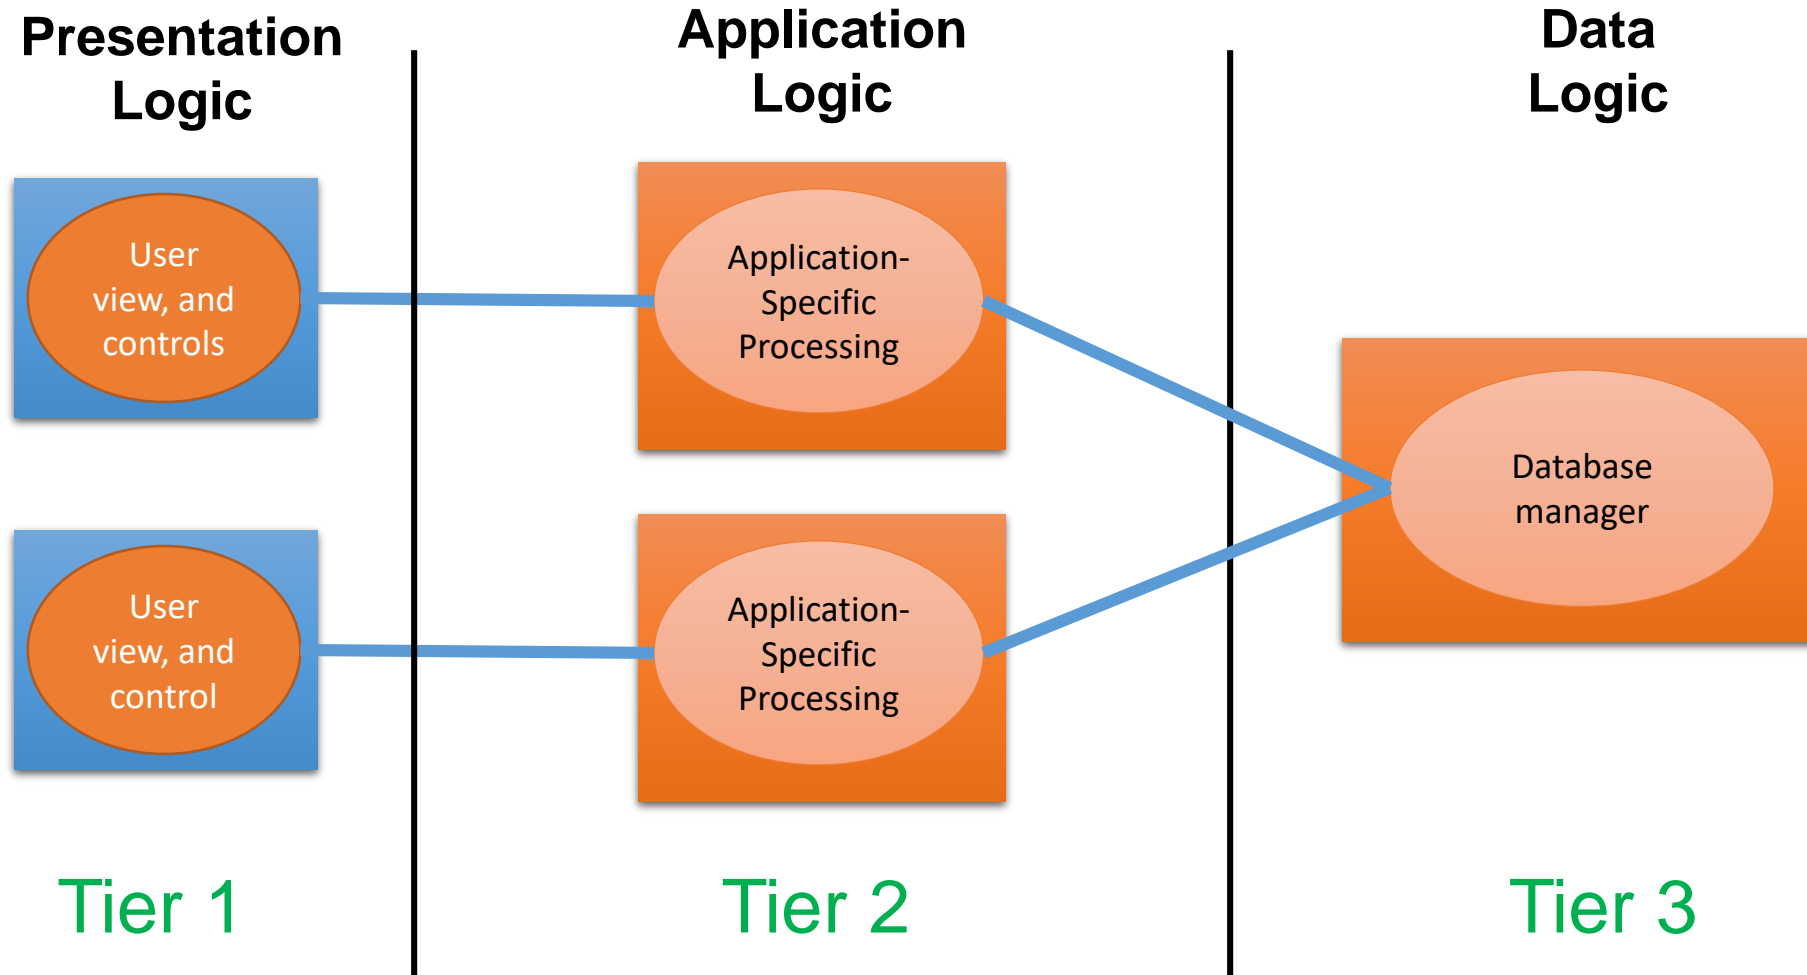 Presentation
Logic
Application
Logic
Data
Logic
User
view, and
controls
Application-
Specific
Processing
Database
manager
User
view, and
control
Application-
Specific
Processing
Tier 1
Tier 2
Tier 3